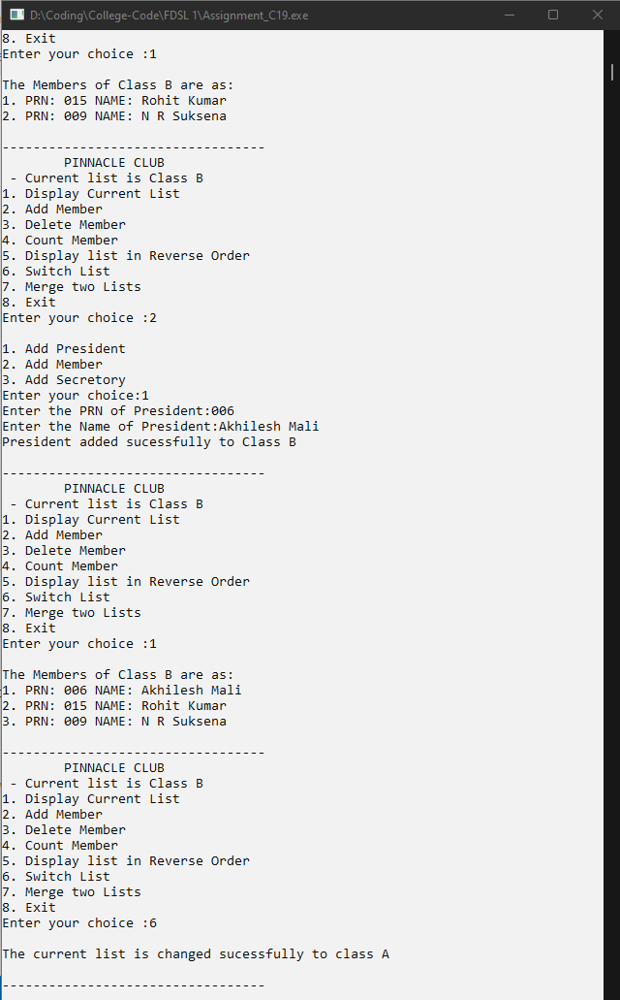 D:\Coding\College-Code\FDSL 1\Assignment_C19.exe
8. Exit
Enter your choice :1

The Members of Class B are as:
1. PRN: 015 NAME: Rohit Kumar
2. PRN: 009 NAME: N R Suksena

----------------------------------
        PINNACLE CLUB
 - Current list is Class B
1. Display Current List
2. Add Member
3. Delete Member
4. Count Member
5. Display list in Reverse Order
6. Switch List
7. Merge two Lists
8. Exit
Enter your choice :2

1. Add President
2. Add Member
3. Add Secretory
Enter your choice:1
Enter the PRN of President:006
Enter the Name of President:Akhilesh Mali
President added sucessfully to Class B

----------------------------------
        PINNACLE CLUB
 - Current list is Class B
1. Display Current List
2. Add Member
3. Delete Member
4. Count Member
5. Display list in Reverse Order
6. Switch List
7. Merge two Lists
8. Exit
Enter your choice :1

The Members of Class B are as:
1. PRN: 006 NAME: Akhilesh Mali
2. PRN: 015 NAME: Rohit Kumar
3. PRN: 009 NAME: N R Suksena

----------------------------------
        PINNACLE CLUB
 - Current list is Class B
1. Display Current List
2. Add Member
3. Delete Member
4. Count Member
5. Display list in Reverse Order
6. Switch List
7. Merge two Lists
8. Exit
Enter your choice :6

The current list is changed sucessfully to class A

----------------------------------